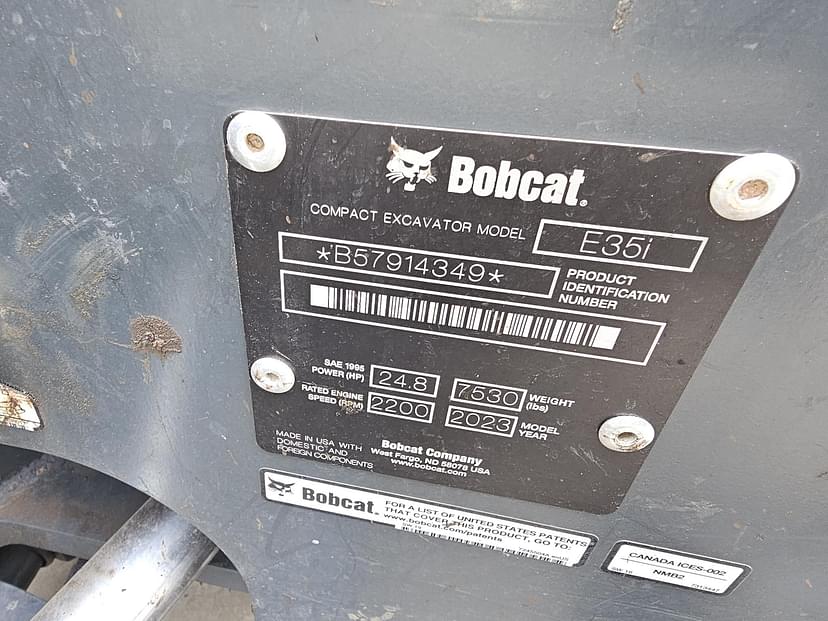 Bobcat.
COMPACT EXCAVATOR MODEL E35i
*B57914349*
PRODUCT
IDENTIFICATION
NUMBER
SAE 1995
POWER (HP)
24.8
7530
WEIGHT
(lbs)
RATED ENGINE
SPEED (RPM)
2200
2023
MODEL
YEAR
MADE IN USA WITH
DOMESTIC AND
FOREIGN COMPONENTS
Bobcat Company
West Fargo, ND 58078 USA
www.bobcat.com
Bobcat.
FOR A LIST OF UNITED STATES PATENTS
THAT COVER THIS PRODUCT, GO TO:
www.bobcat.com/patents
CANADA ICES-002
NMB2